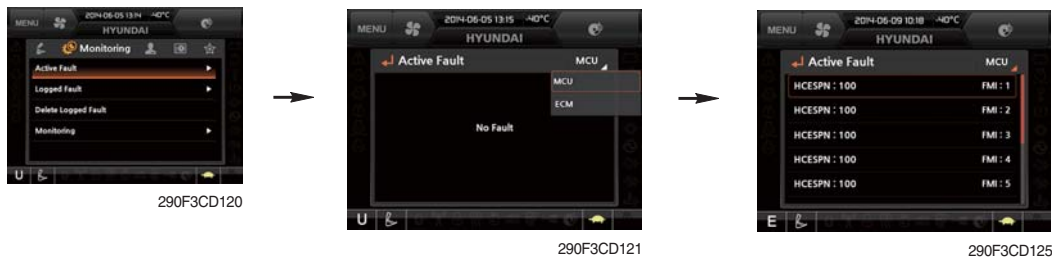 MENU
2014-06-05 13:14 -40°C
HYUNDAI
Monitoring
Active Fault
Logged Fault
Delete Logged Fault
Monitoring
U
290F3CD120
MENU
2014-06-05 13:15 -40°C
HYUNDAI
Active Fault MCU
MCU
ECM
No Fault
U
290F3CD121
MENU
2014-06-09 10:18 -40°C
HYUNDAI
Active Fault MCU
HCESPN : 100 FMI : 1
HCESPN : 100 FMI : 2
HCESPN : 100 FMI : 3
HCESPN : 100 FMI : 4
HCESPN : 100 FMI : 5
E
290F3CD125